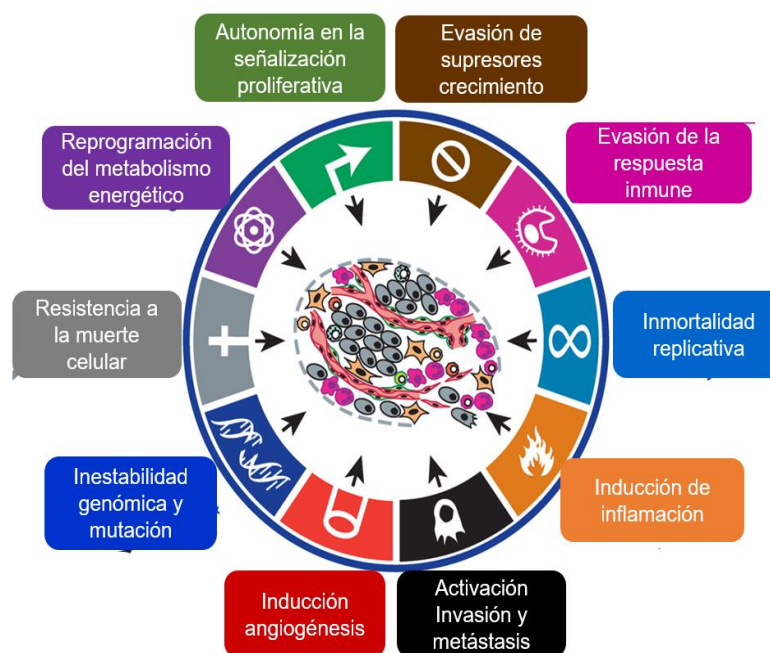 Autonomía en la
señalización
proliferativa
Evasión de
supresores
crecimiento
Reprogramación
del metabolismo
energético
Evasión de la
respuesta
inmune
Resistencia a
la muerte
celular
Inmortalidad
replicativa
Inestabilidad
genómica y
mutación
Inducción de
inflamación
Inducción
angiogénesis
Activación
Invasión y
metástasis